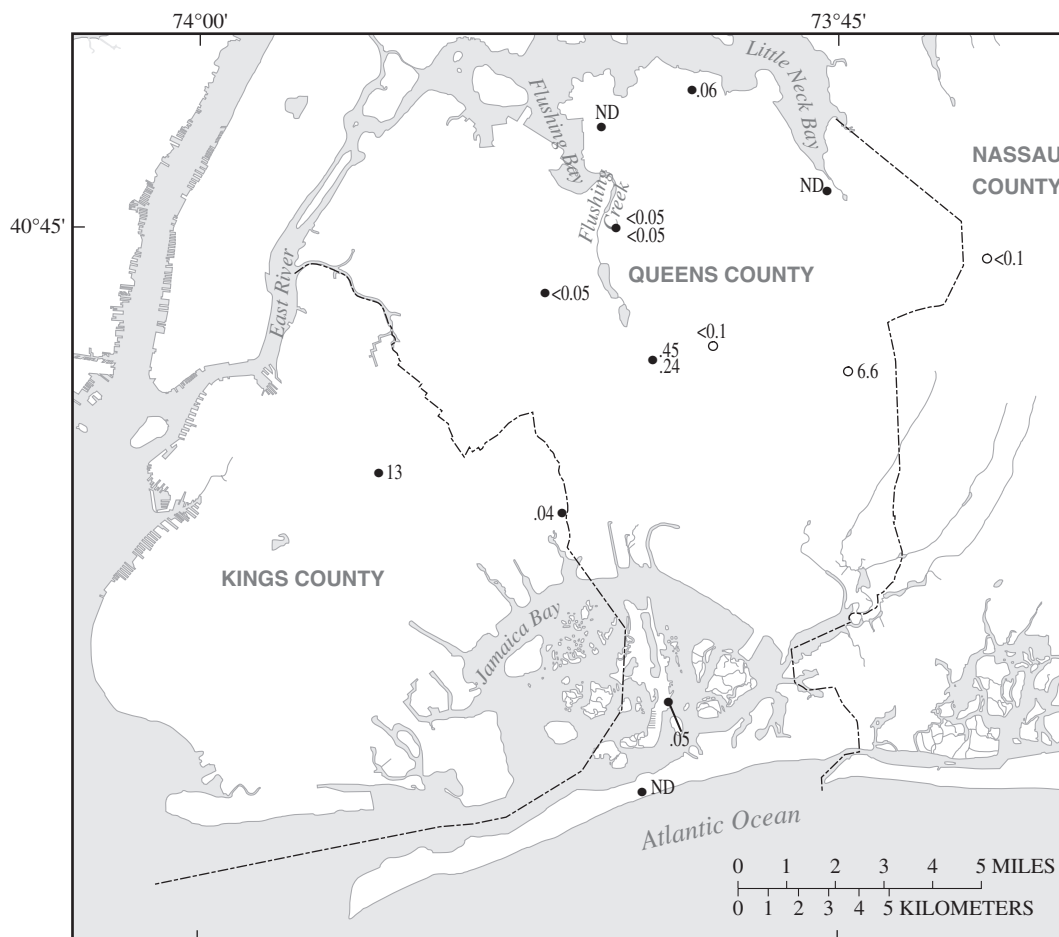 74°00'
73°45'
Little Neck Bay
.06
ND
Flushing Bay
NASSAU
COUNTY
ND
Flushing
Creek
<0.05
<0.05
40°45'
<0.1
QUEENS COUNTY
<0.05
East River
<0.1
.45
.24
6.6
13
.04
KINGS COUNTY
Jamaica Bay
.05
ND
Atlantic Ocean
0 1 2 3 4 5 MILES
0 1 2 3 4 5 KILOMETERS